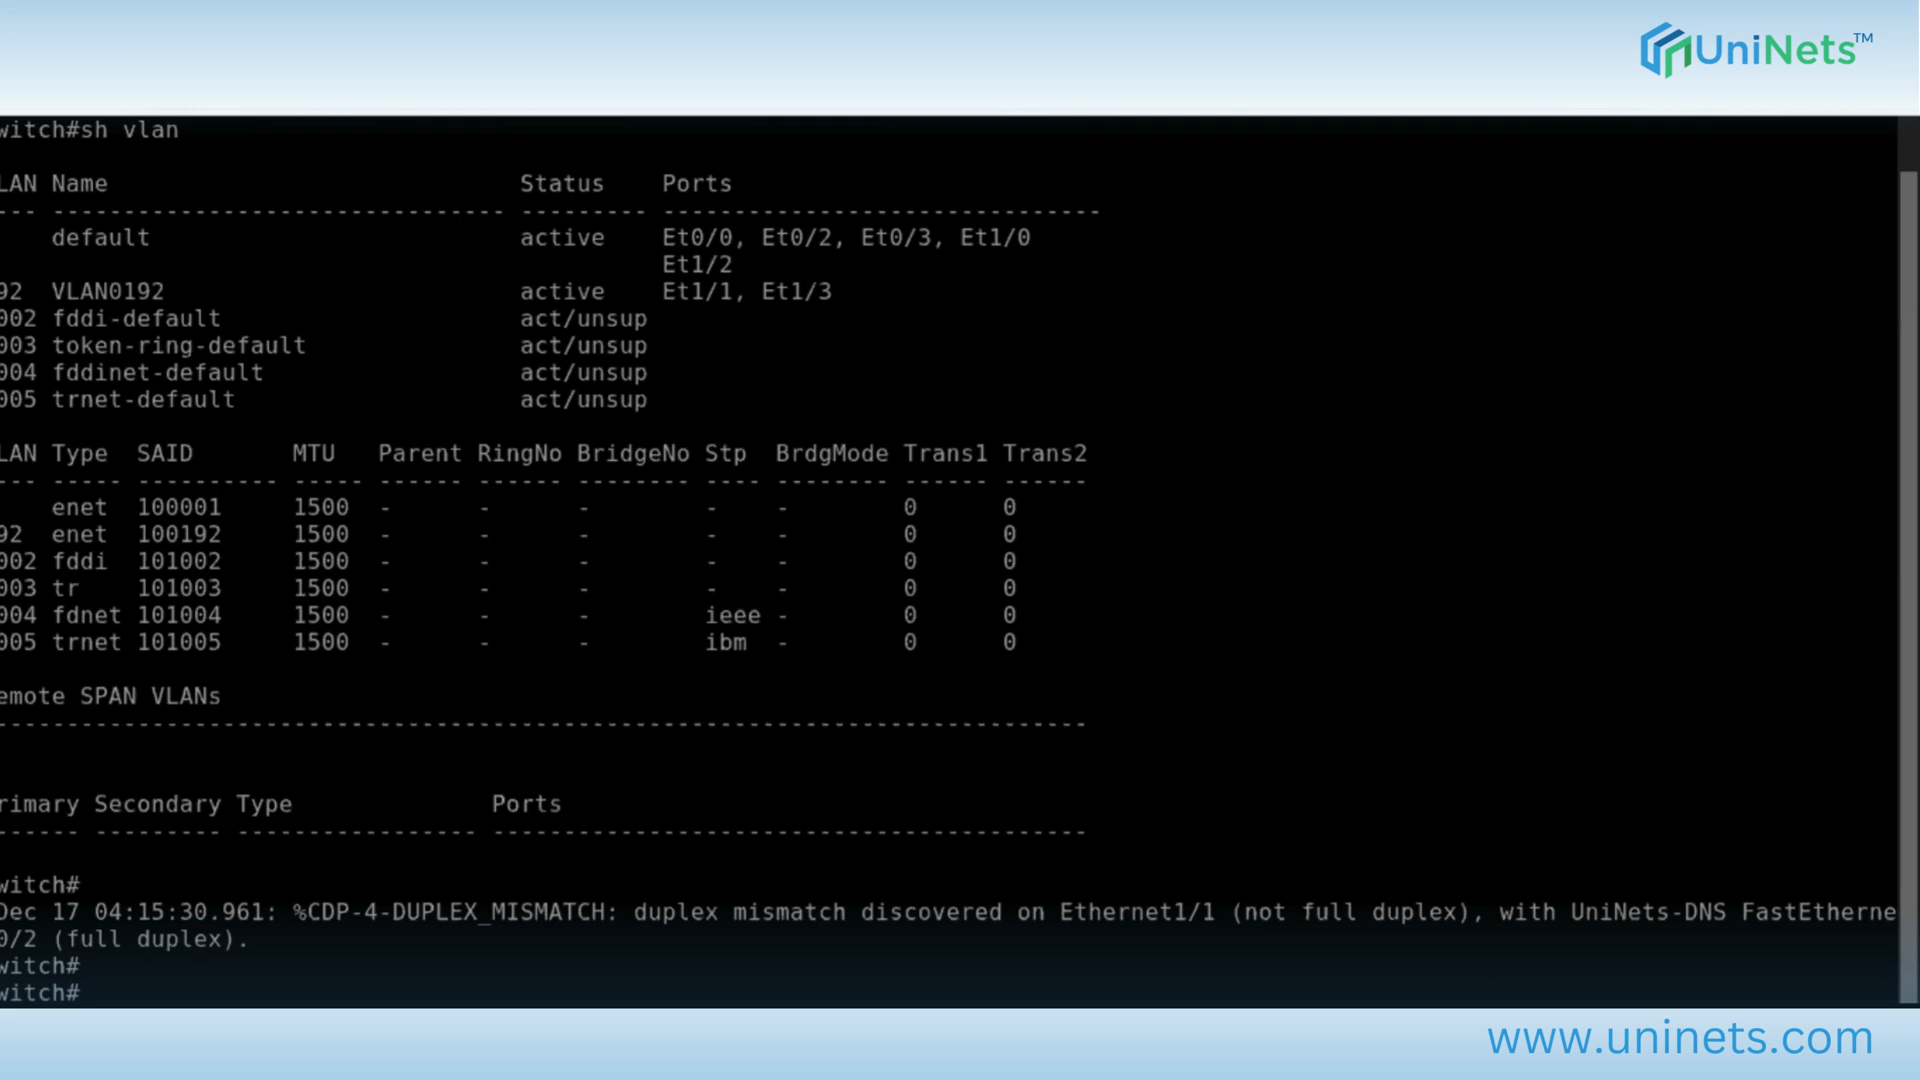 UniNets™
witch#sh vlan
LAN Name Status Ports
--- -------------------------------- --------- -------------------------------
default active Et0/0, Et0/2, Et0/3, Et1/0
Et1/2
92 VLAN0192 active Et1/1, Et1/3
002 fddi-default act/unsup
003 token-ring-default act/unsup
004 fddinet-default act/unsup
005 trnet-default act/unsup
LAN Type SAID MTU Parent RingNo BridgeNo Stp BrdgMode Trans1 Trans2
--- ----- ---------- ----- ------ ------ -------- ---- -------- ------ ------
enet 100001 1500 - - - - - 0 0
92 enet 100192 1500 - - - - - 0 0
002 fddi 101002 1500 - - - - - 0 0
003 tr 101003 1500 - - - - - 0 0
004 fdnet 101004 1500 - - - ieee - 0 0
005 trnet 101005 1500 - - - ibm - 0 0
emote SPAN VLANs
-----------------------------------------------------------------------------
rimary Secondary Type Ports
------ --------- ----------------- ------------------------------------------
witch#
Dec 17 04:15:30.961: %CDP-4-DUPLEX_MISMATCH: duplex mismatch discovered on Ethernet1/1 (not full duplex), with UniNets-DNS FastEtherne
0/2 (full duplex).
witch#
witch#
www.uninets.com